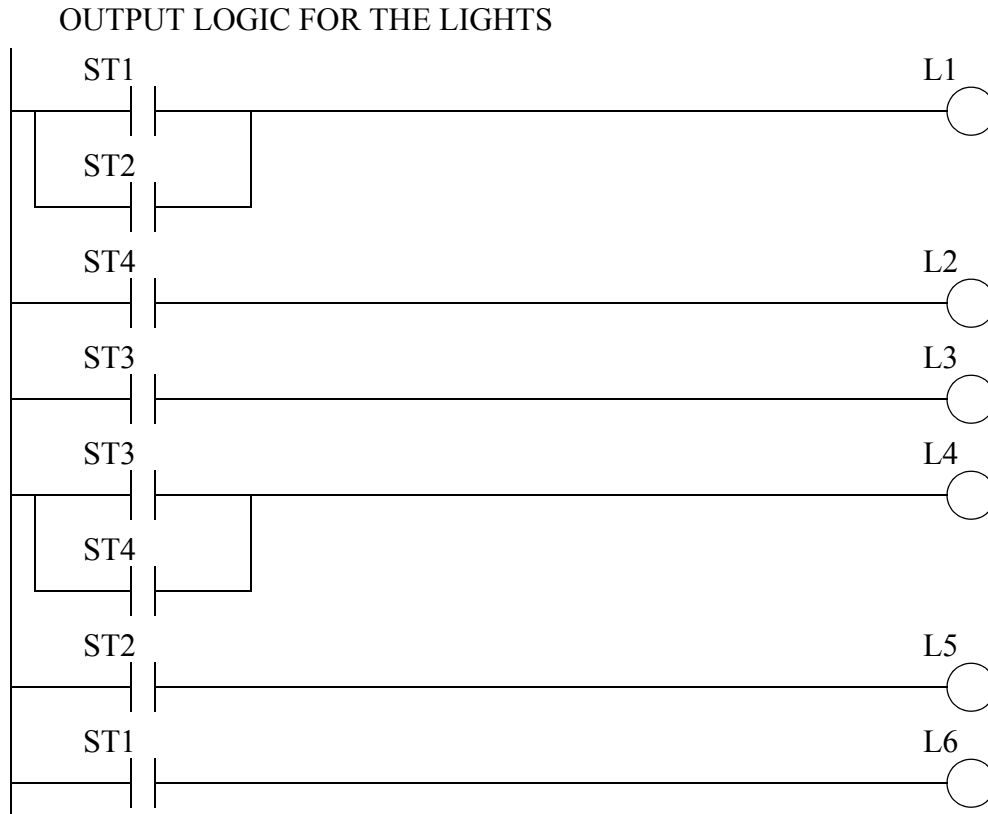 OUTPUT LOGIC FOR THE LIGHTS
ST1 L1
ST2
ST4 L2
ST3 L3
ST3 L4
ST4
ST2 L5
ST1 L6